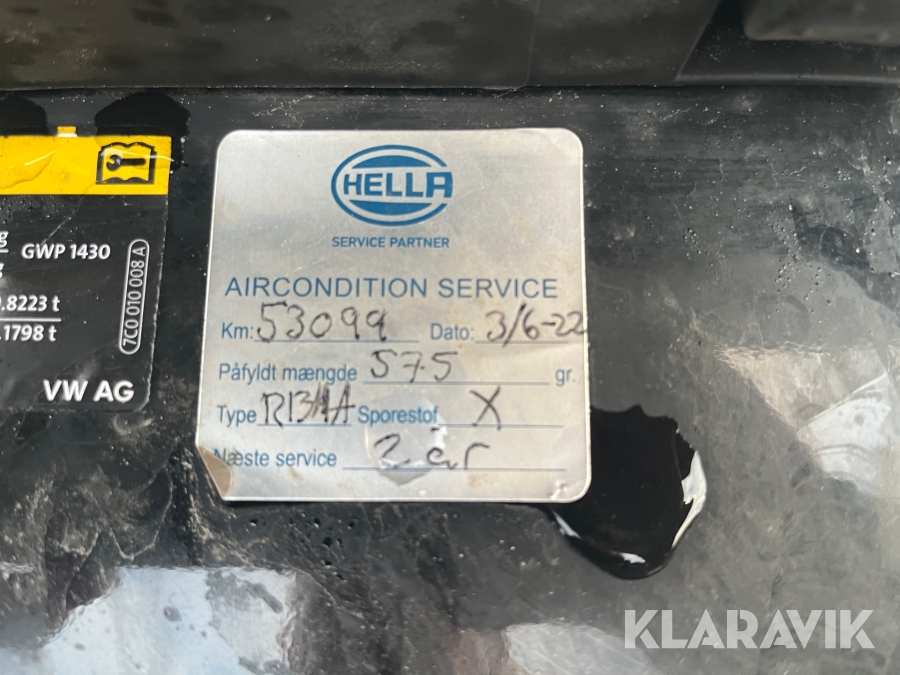 HELLA
SERVICE PARTNER
AIRCONDITION SERVICE
Km: 53099 Dato: 3/6-22
Påfyldt mængde 575 gr.
Type R134A Sporestof X
Næste service 2 år
g GWP 1430
.8223 t
.1798 t
7C0 010 008 A
VW AG
KLARAVIK